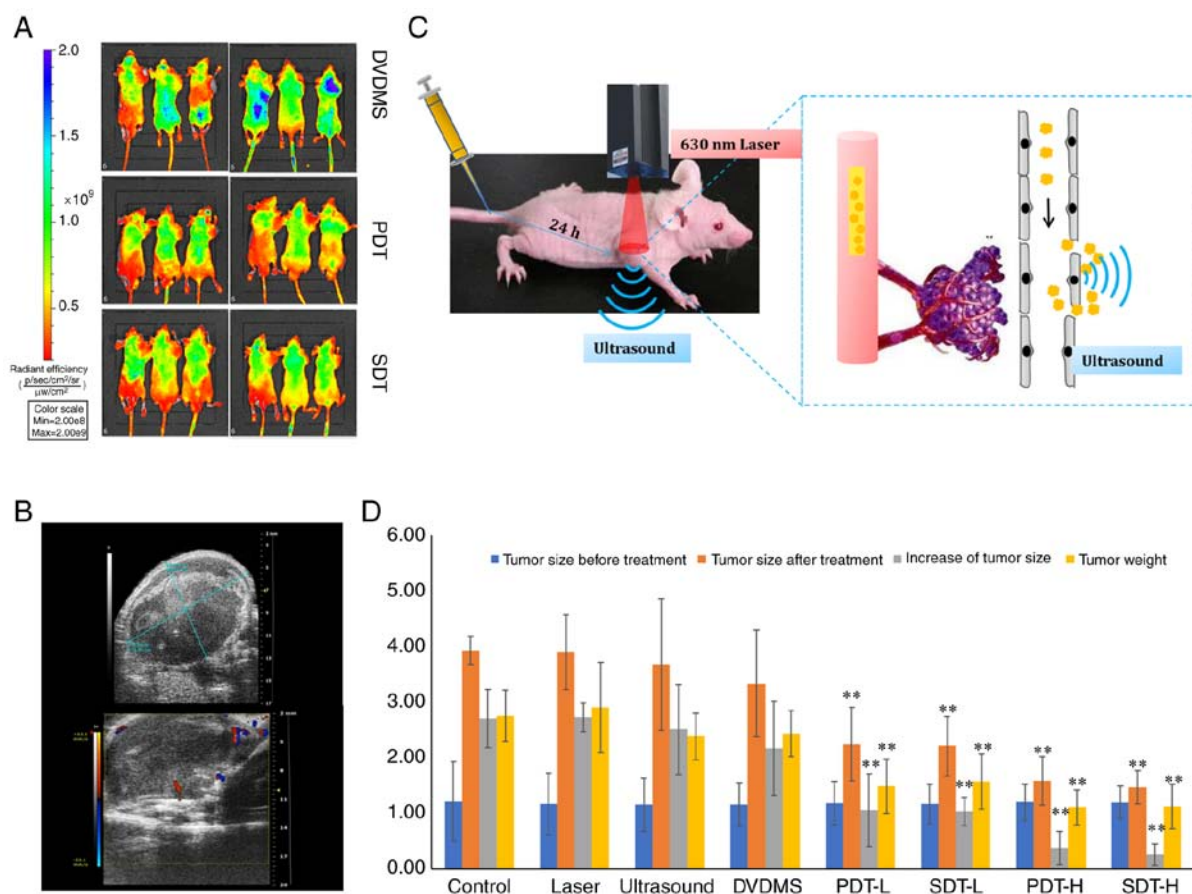 A
2.0
1.5
×10⁹
1.0
0.5
Radiant efficiency
( p/sec/cm²/sr / μw/cm² )
Color scale
Min=2.00e8
Max=2.00e9
DVDMS
PDT
SDT
C
24 h
630 nm Laser
Ultrasound
Ultrasound
B
D
6.00
5.00
4.00
3.00
2.00
1.00
0.00
Tumor size before treatment Tumor size after treatment Increase of tumor size Tumor weight
** ** **
** ** **
** ** **
** ** **
Control Laser Ultrasound DVDMS PDT-L SDT-L PDT-H SDT-H